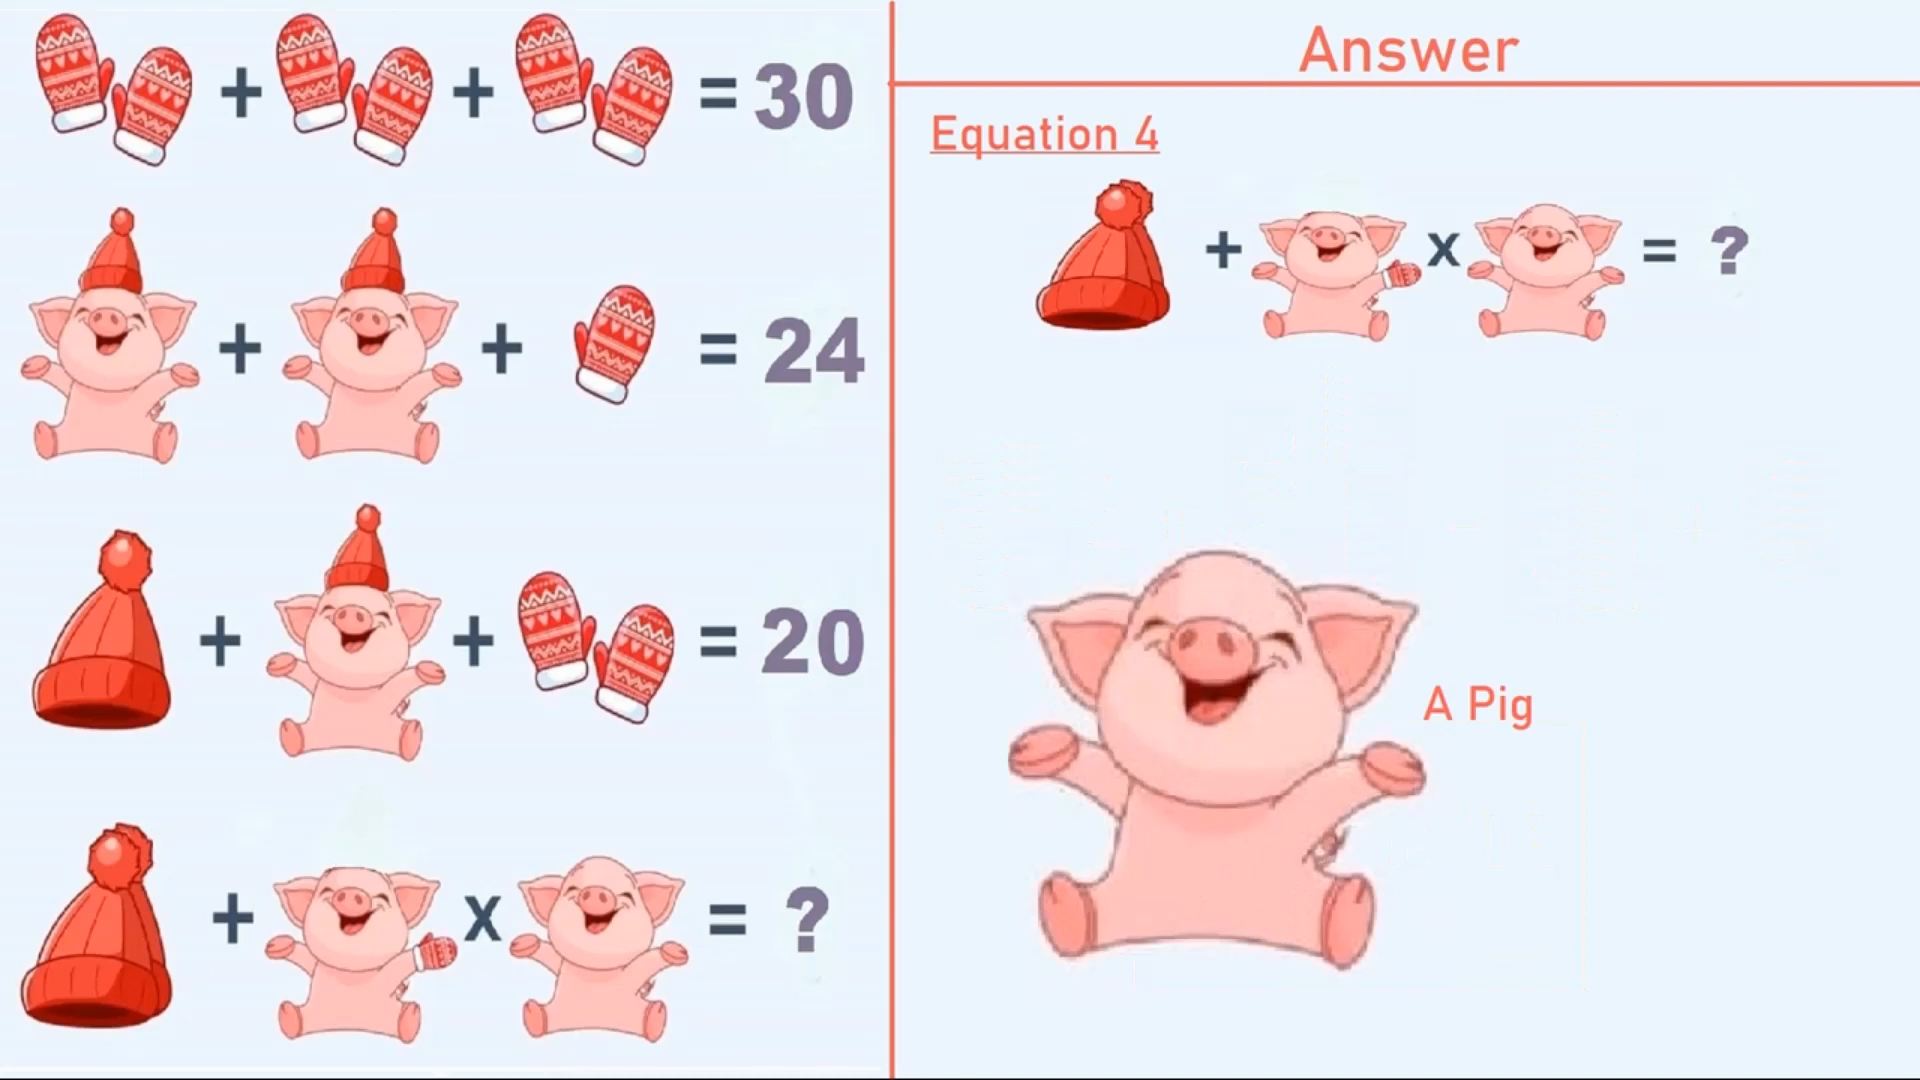 + + = 30
+ + = 24
+ + = 20
+ x = ?
Answer
Equation 4
+ x = ?
A Pig